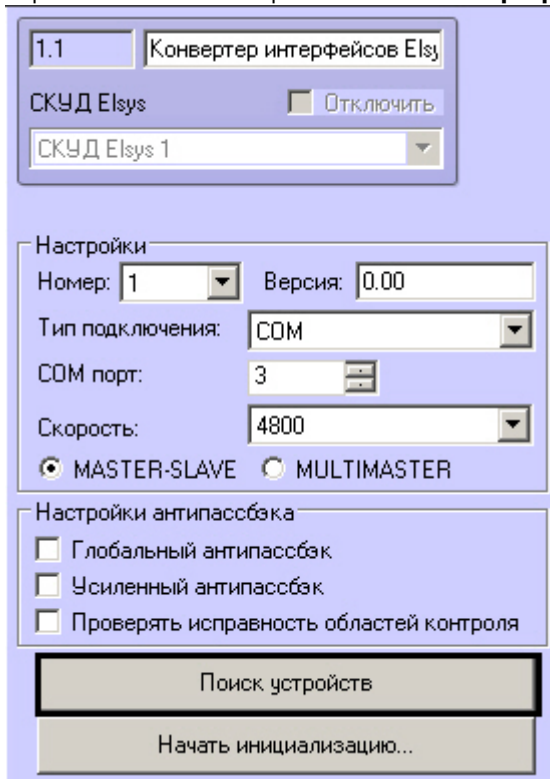 1.1 Конвертер интерфейсов Elsy
СКУД Elsys Отключить
СКУД Elsys 1
Настройки
Номер: 1 Версия: 0.00
Тип подключения: COM
COM порт: 3
Скорость: 4800
MASTER-SLAVE MULTIMASTER
Настройки антипассбэка
Глобальный антипассбэк
Усиленный антипассбэк
Проверять исправность областей контроля
Поиск устройств
Начать инициализацию...